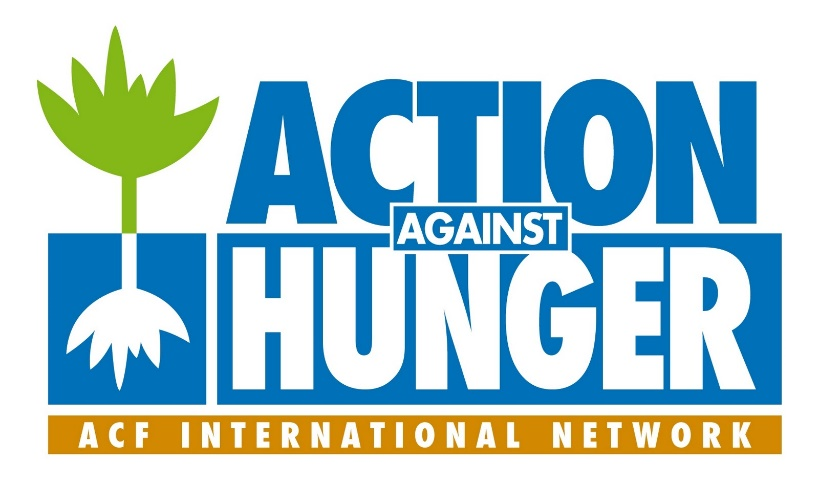 ACTION
AGAINST
HUNGER
ACF INTERNATIONAL NETWORK